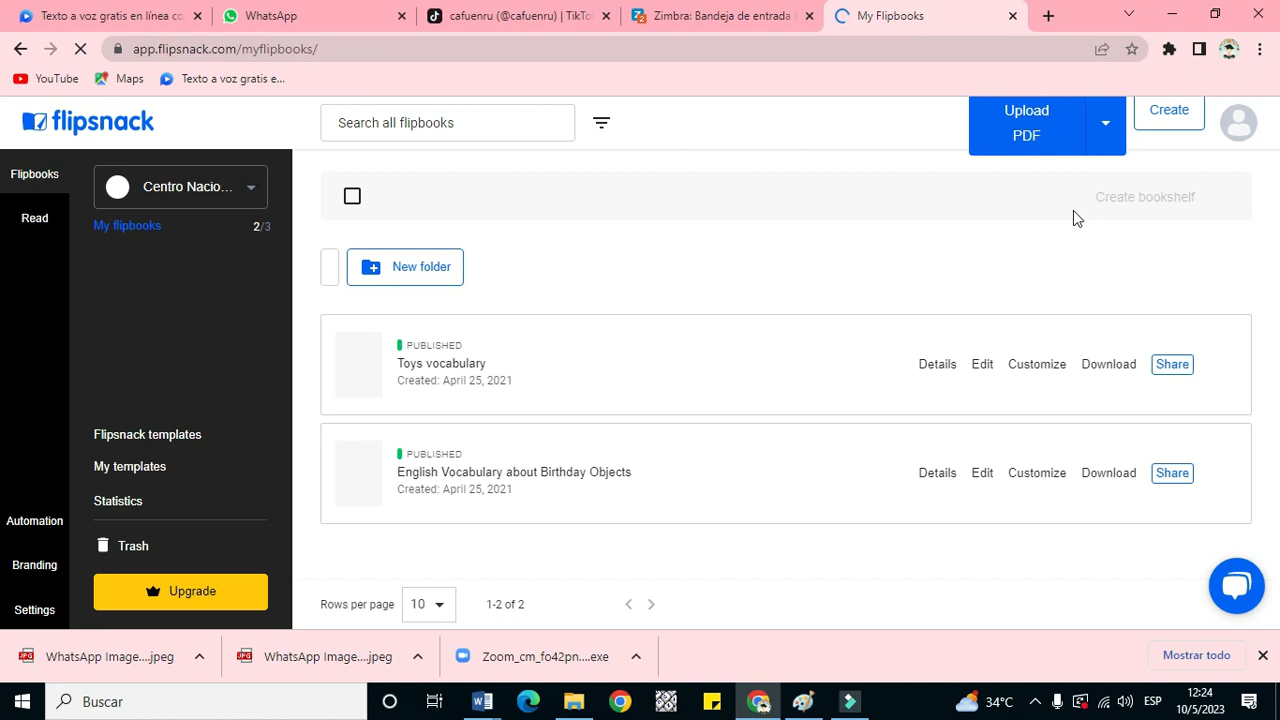 Texto a voz gratis en línea co
WhatsApp
cafuenru (@cafuenru) | TikTo
Zimbra: Bandeja de entrada
My Flipbooks
app.flipsnack.com/myflipbooks/
YouTube
Maps
Texto a voz gratis e...
flipsnack
Search all flipbooks
Upload
PDF
Create
Flipbooks
Centro Nacio...
Create bookshelf
Read
My flipbooks
2/3
New folder
PUBLISHED
Toys vocabulary
Created: April 25, 2021
Details
Edit
Customize
Download
Share
PUBLISHED
English Vocabulary about Birthday Objects
Created: April 25, 2021
Details
Edit
Customize
Download
Share
Flipsnack templates
My templates
Statistics
Automation
Trash
Branding
Upgrade
Settings
Rows per page
10
1-2 of 2
WhatsApp Image....jpeg
WhatsApp Image....jpeg
Zoom_cm_fo42pn....exe
Mostrar todo
Buscar
34°C
ESP
12:24
10/5/2023